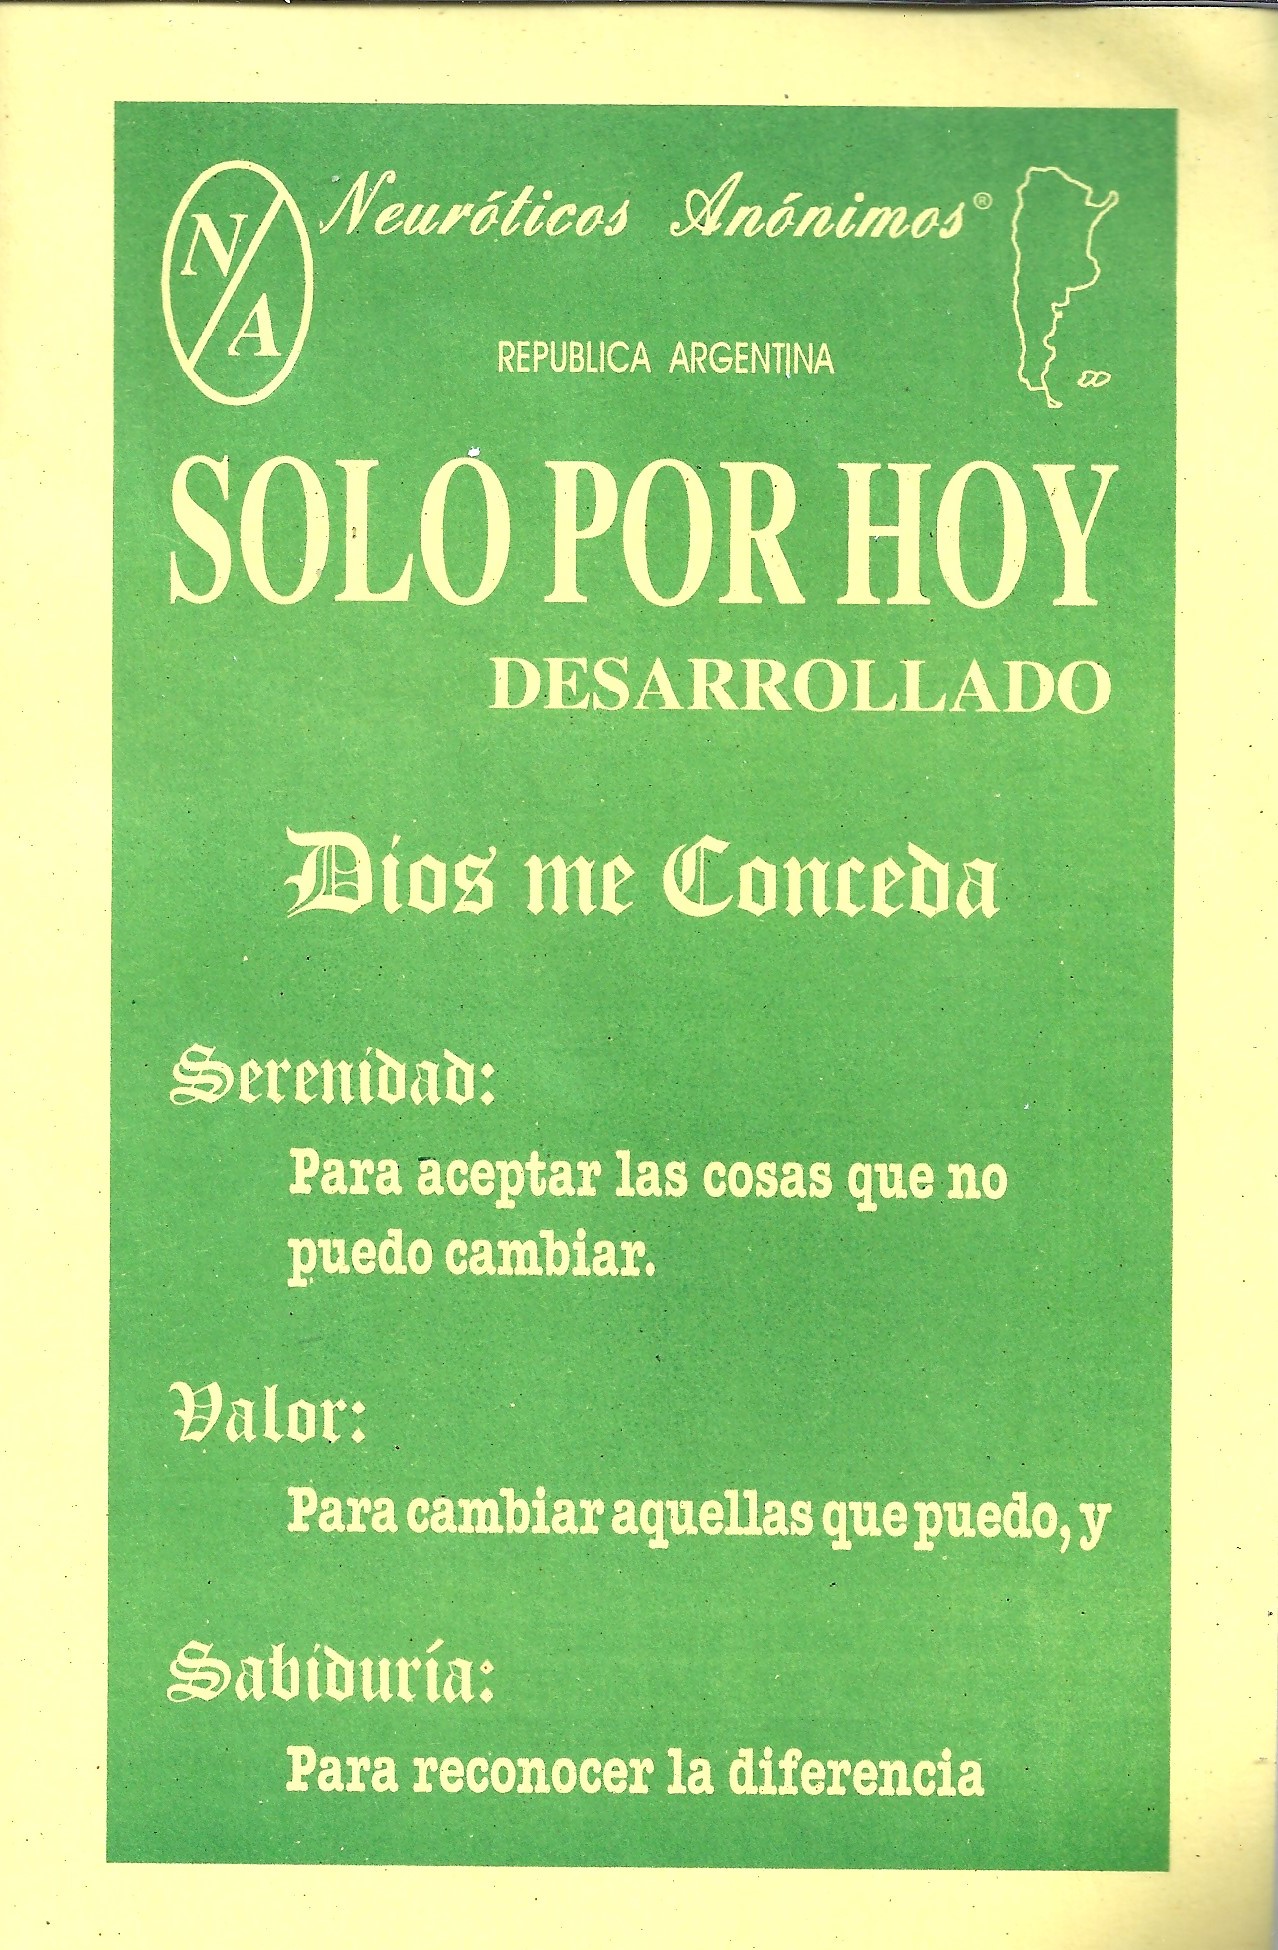 N
A
Neuróticos Anónimos®
REPUBLICA ARGENTINA
SOLO POR HOY
DESARROLLADO
Dios me Conceda
Serenidad:
Para aceptar las cosas que no
puedo cambiar.
Valor:
Para cambiar aquellas que puedo, y
Sabiduría:
Para reconocer la diferencia